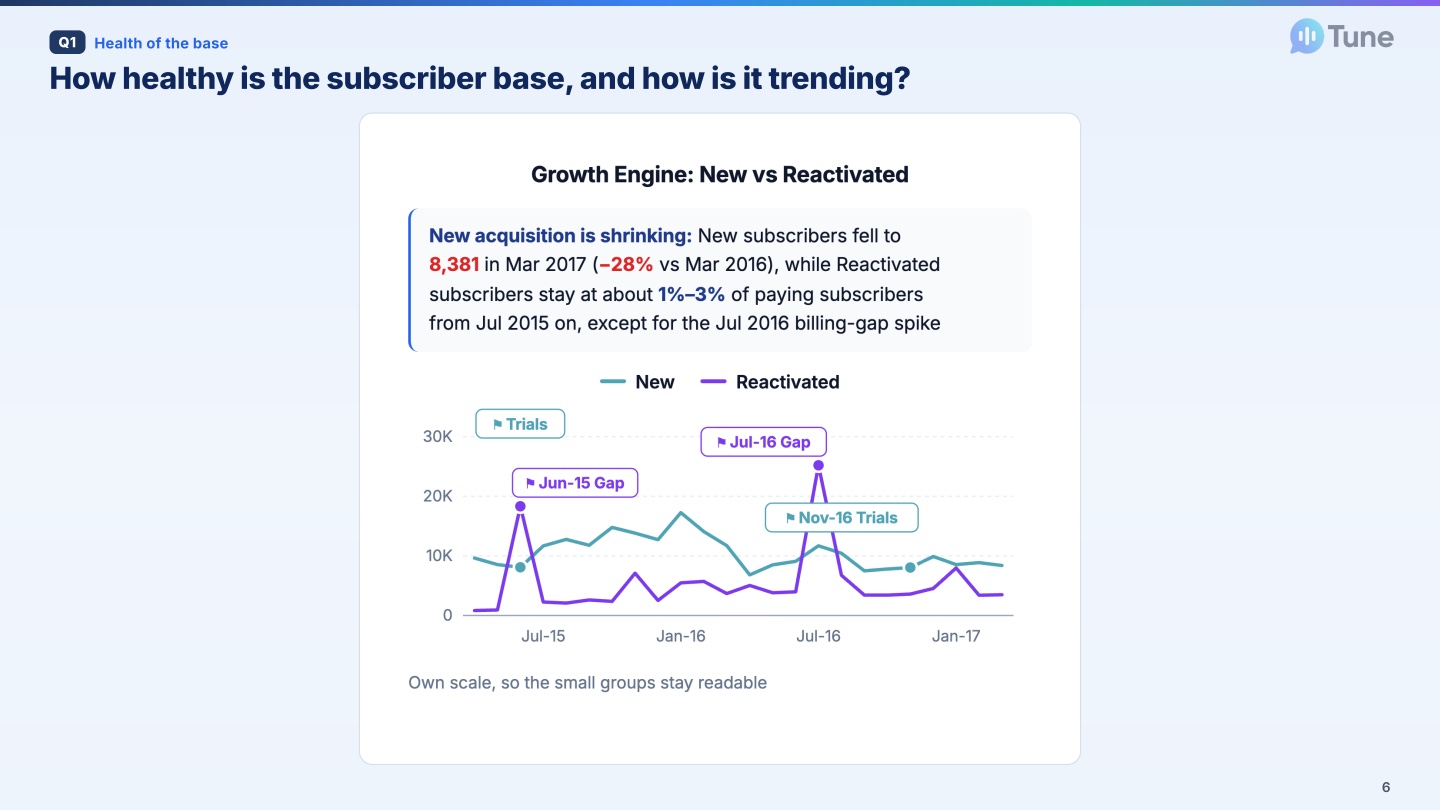 Q1 Health of the base
Tune
How healthy is the subscriber base, and how is it trending?
Growth Engine: New vs Reactivated
New acquisition is shrinking: New subscribers fell to
8,381 in Mar 2017 (−28% vs Mar 2016), while Reactivated
subscribers stay at about 1%–3% of paying subscribers
from Jul 2015 on, except for the Jul 2016 billing-gap spike
New Reactivated
⚑ Trials
30K
⚑ Jul-16 Gap
⚑ Jun-15 Gap
20K
⚑ Nov-16 Trials
10K
0
Jul-15 Jan-16 Jul-16 Jan-17
Own scale, so the small groups stay readable
6